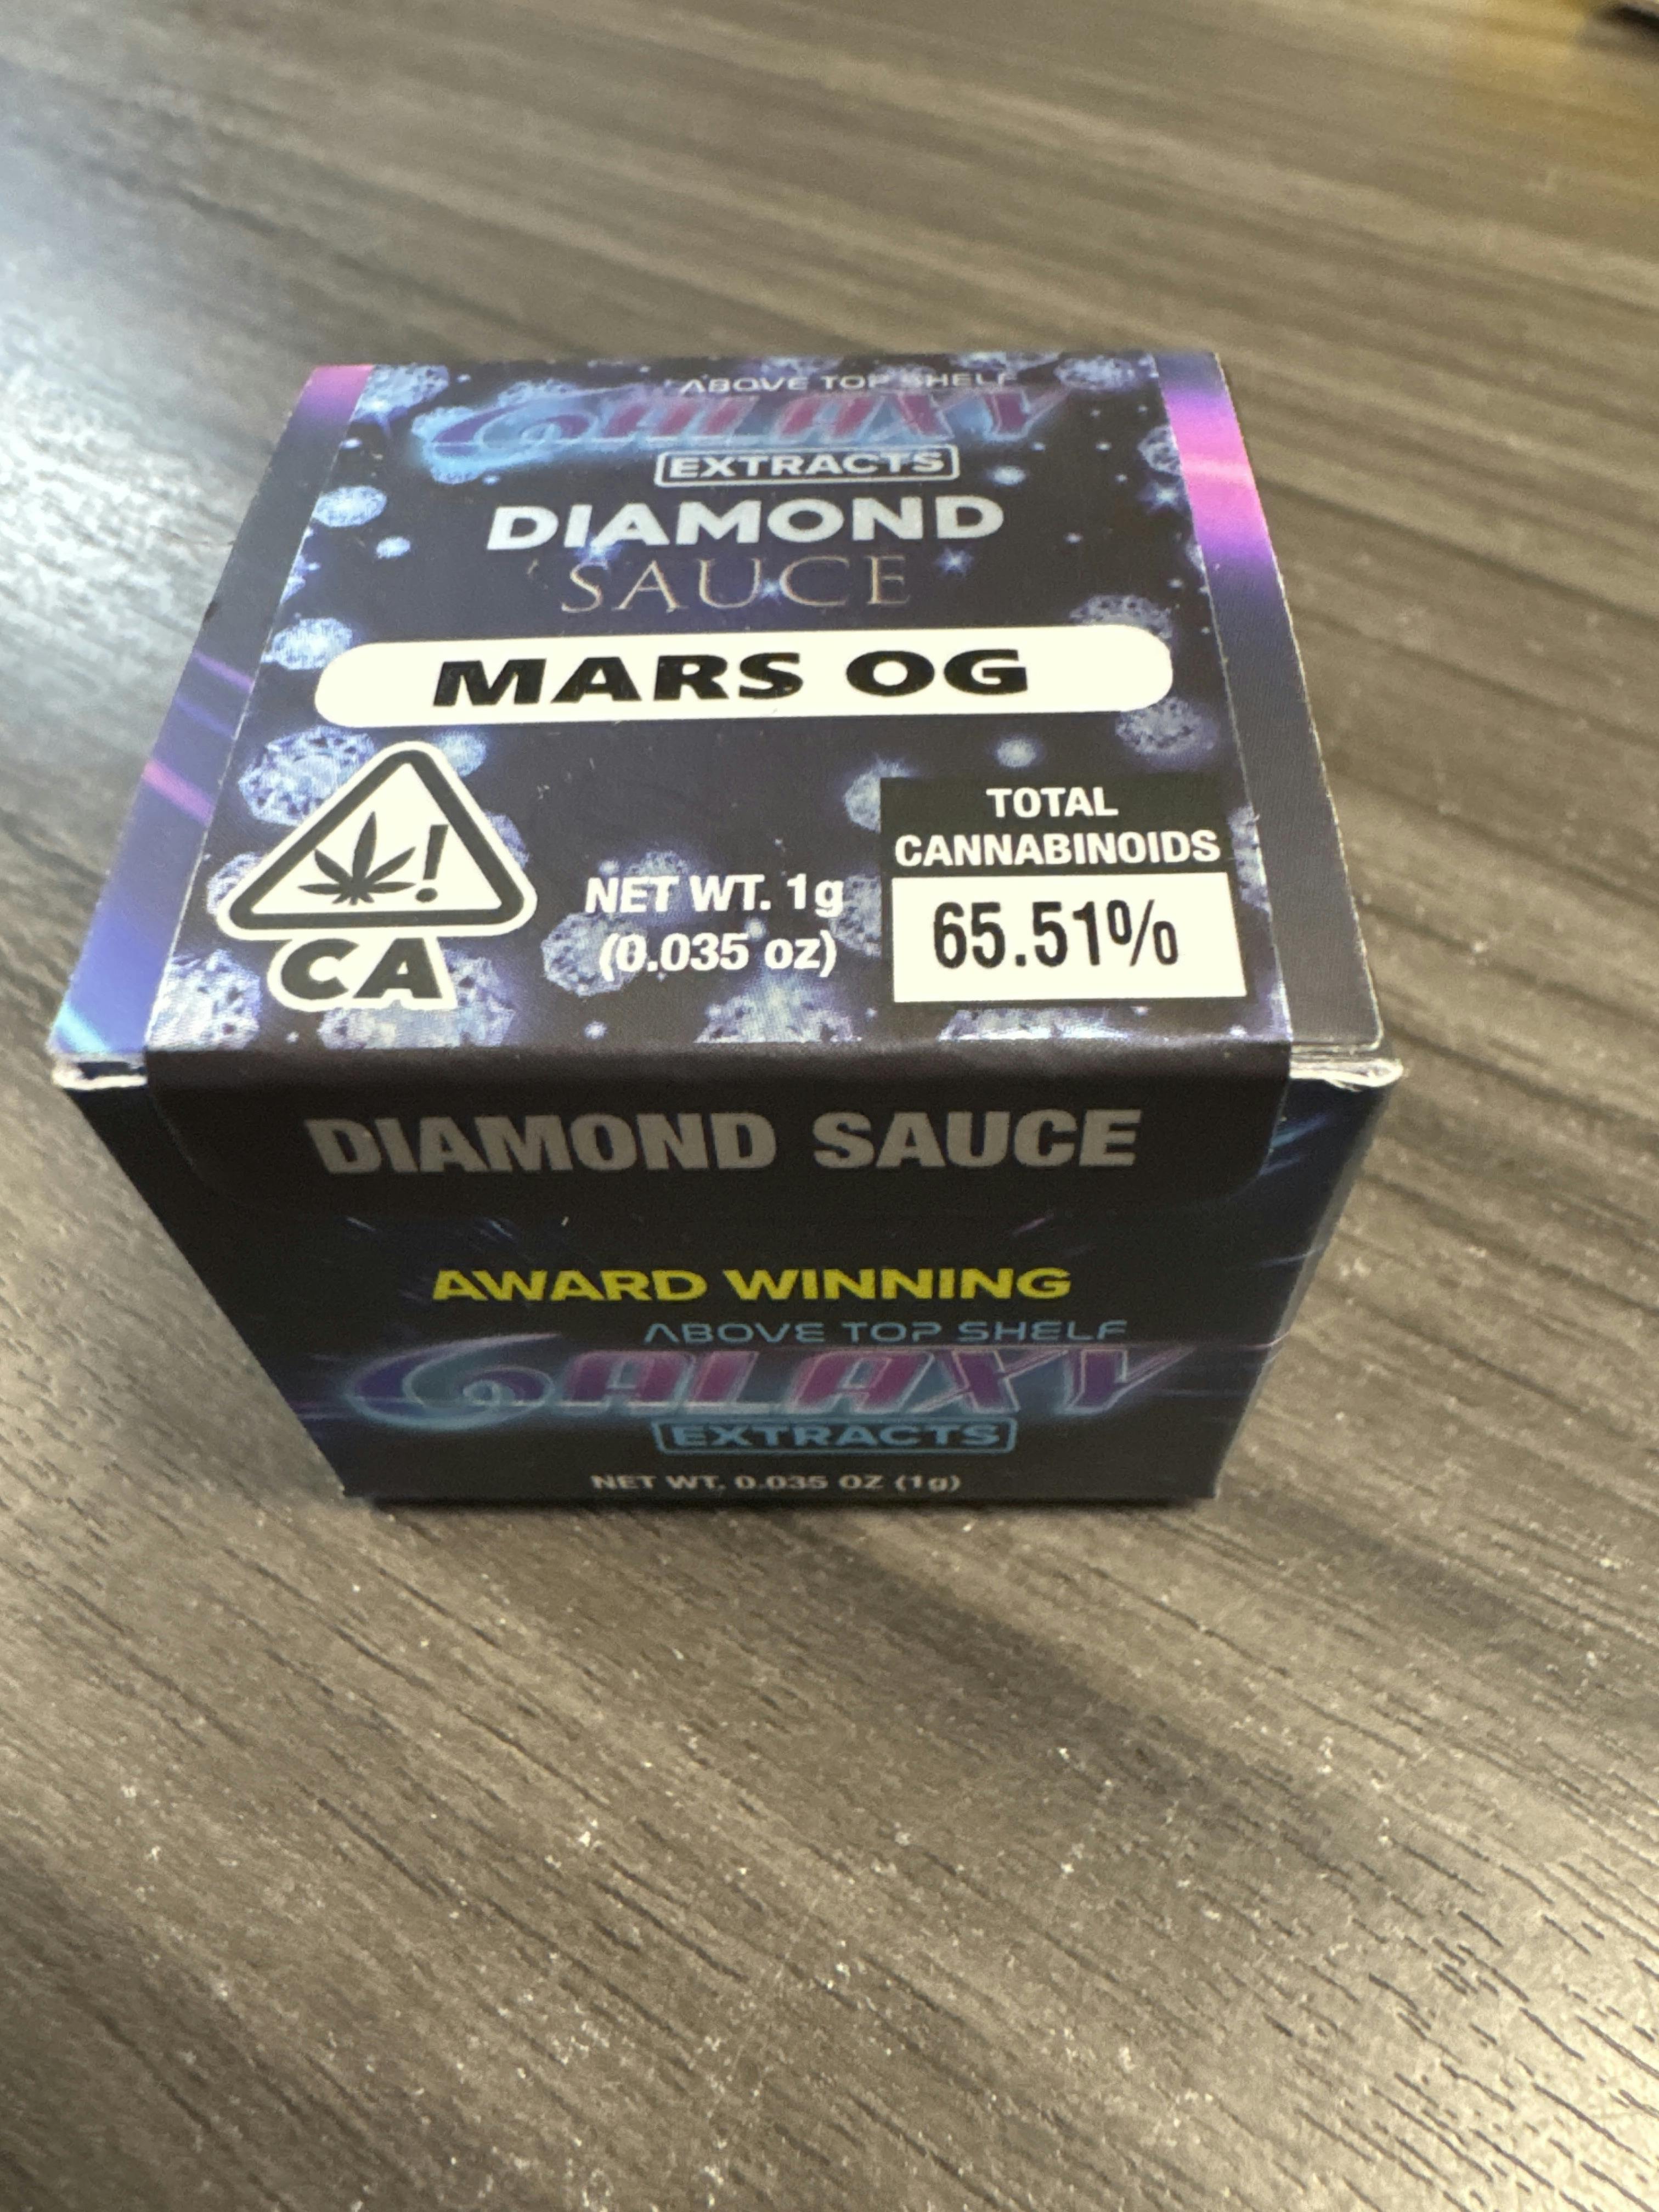 ABOVE TOP SHELF
GALAXY
EXTRACTS
DIAMOND
SAUCE
MARS OG
TOTAL
CANNABINOIDS
65.51%
NET WT. 1g
(0.035 oz)
CA
DIAMOND SAUCE
AWARD WINNING
ABOVE TOP SHELF
GALAXY
EXTRACTS
NET WT. 0.035 OZ (1g)